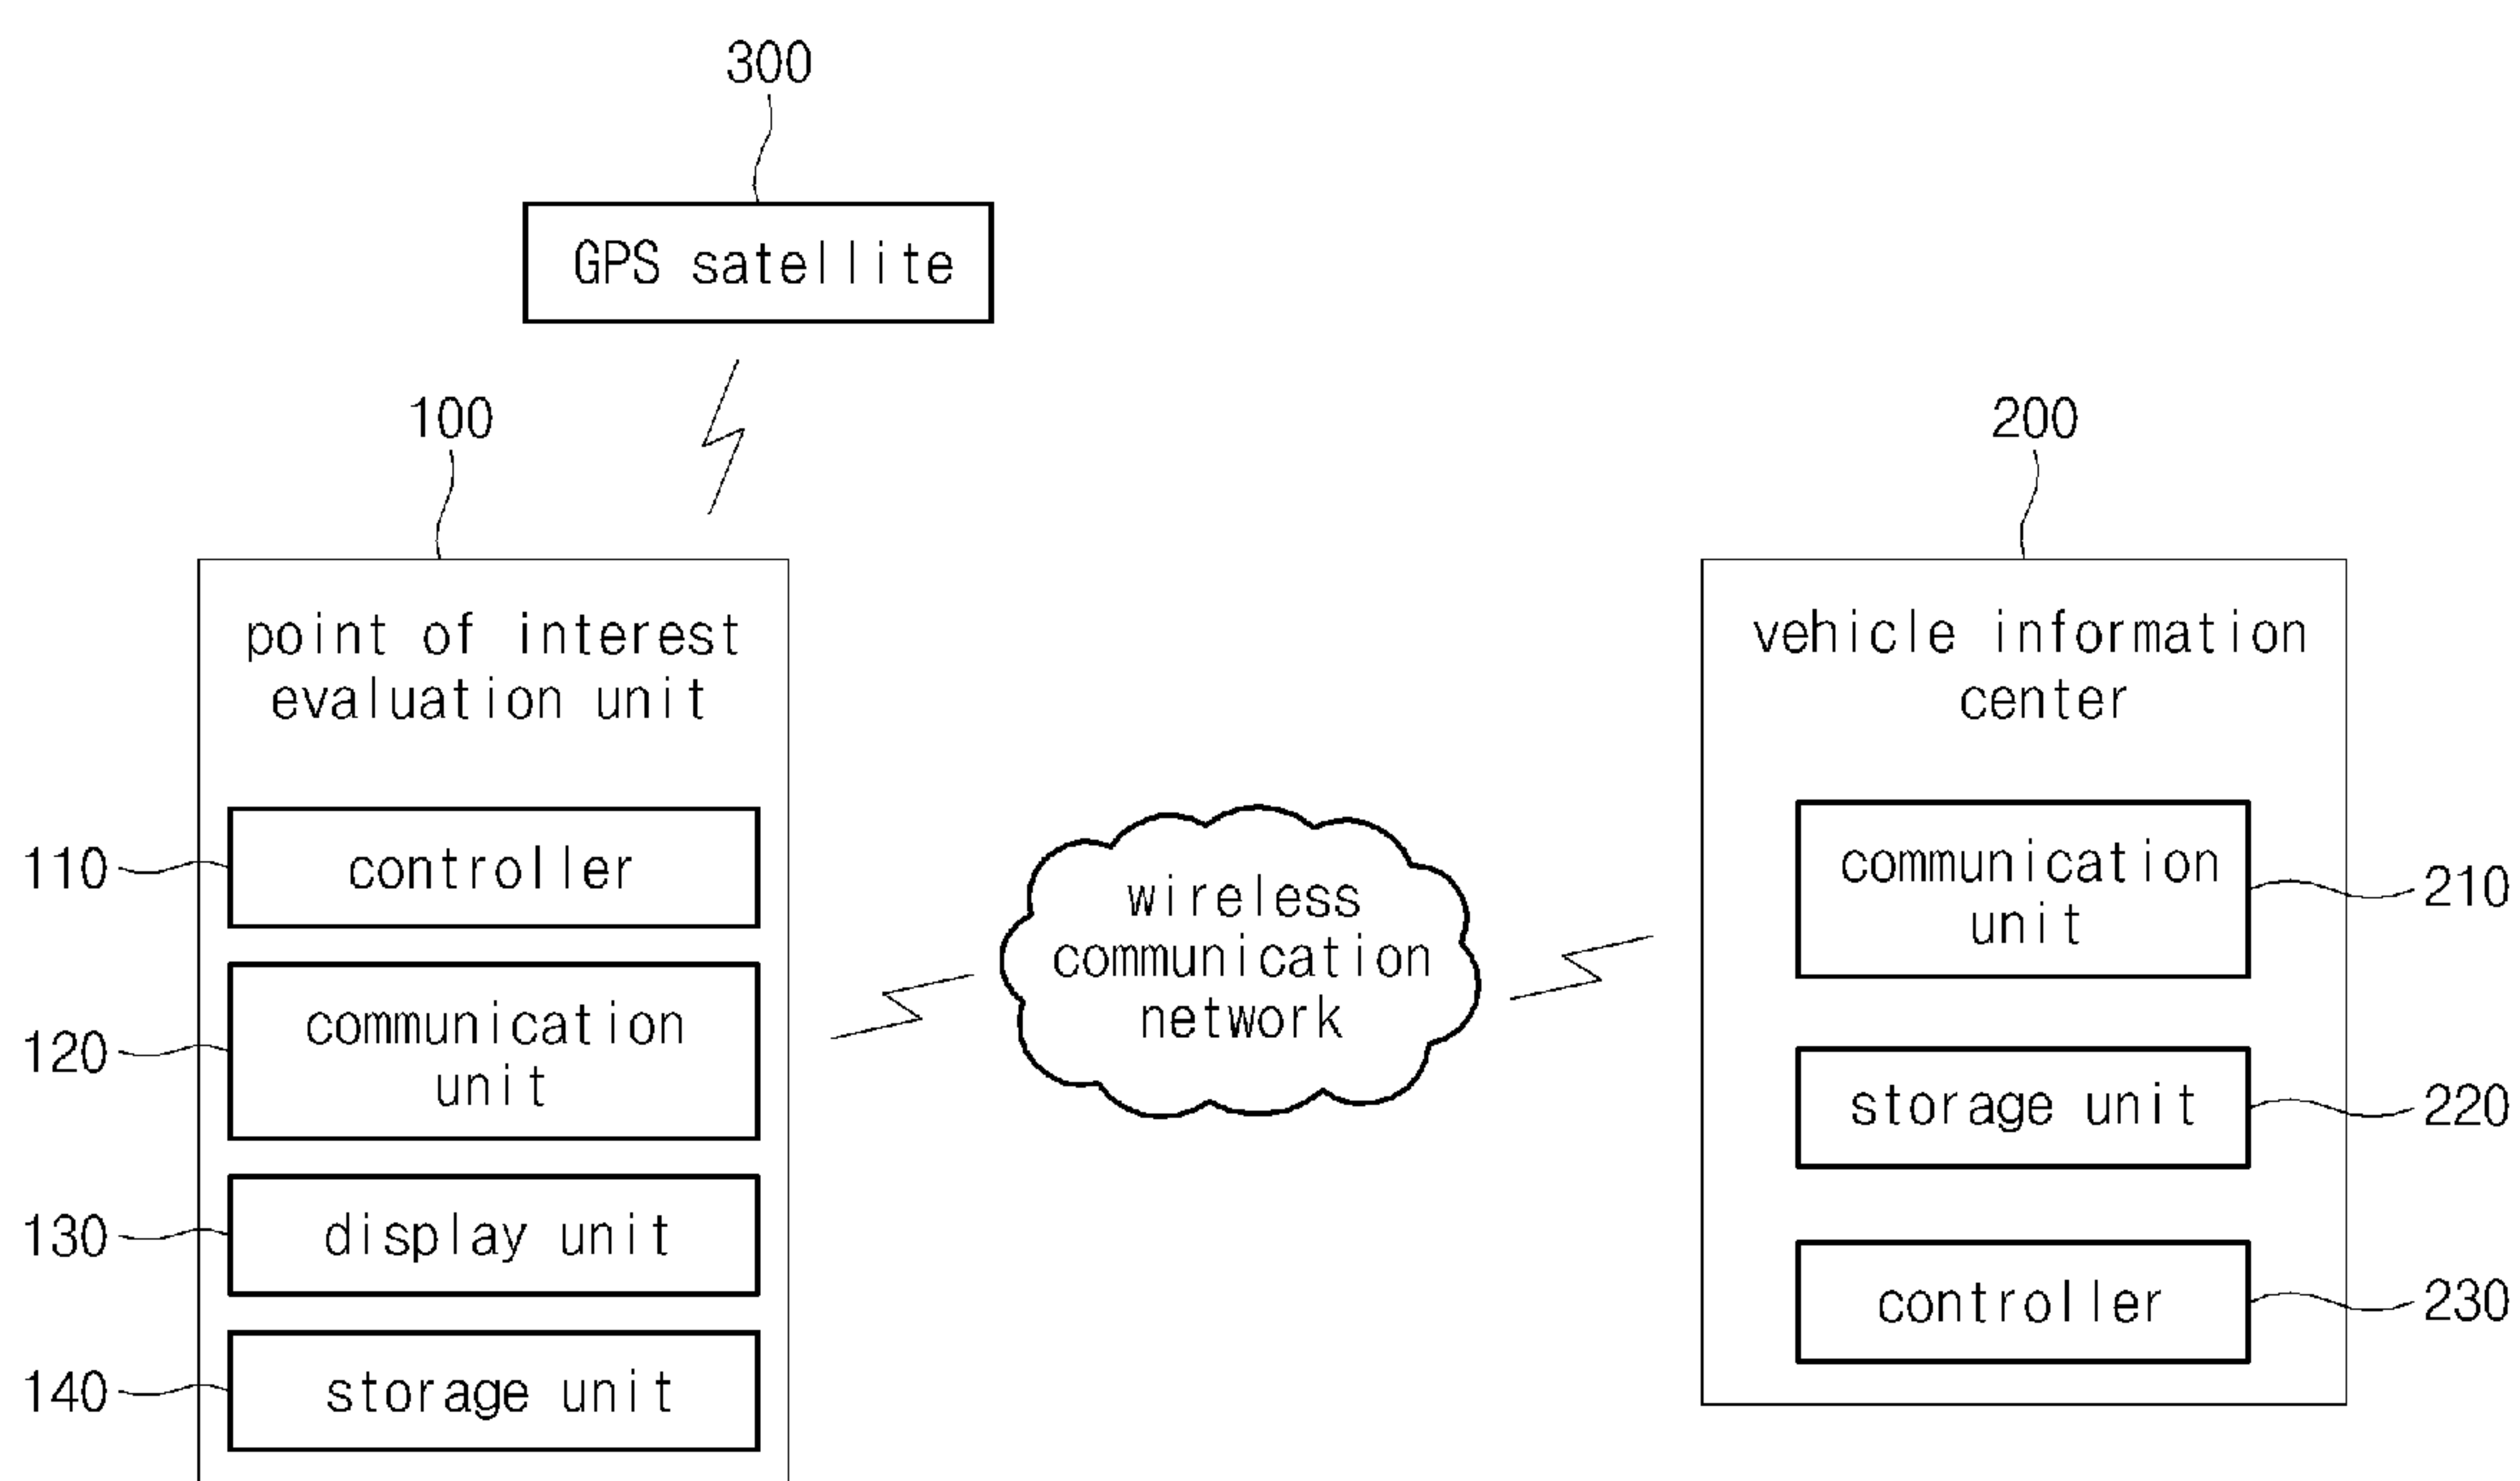 300
GPS satellite
100
point of interest
evaluation unit
110
controller
120
communication
unit
130
display unit
140
storage unit
wireless
communication
network
200
vehicle information
center
communication
unit
210
storage unit
220
controller
230